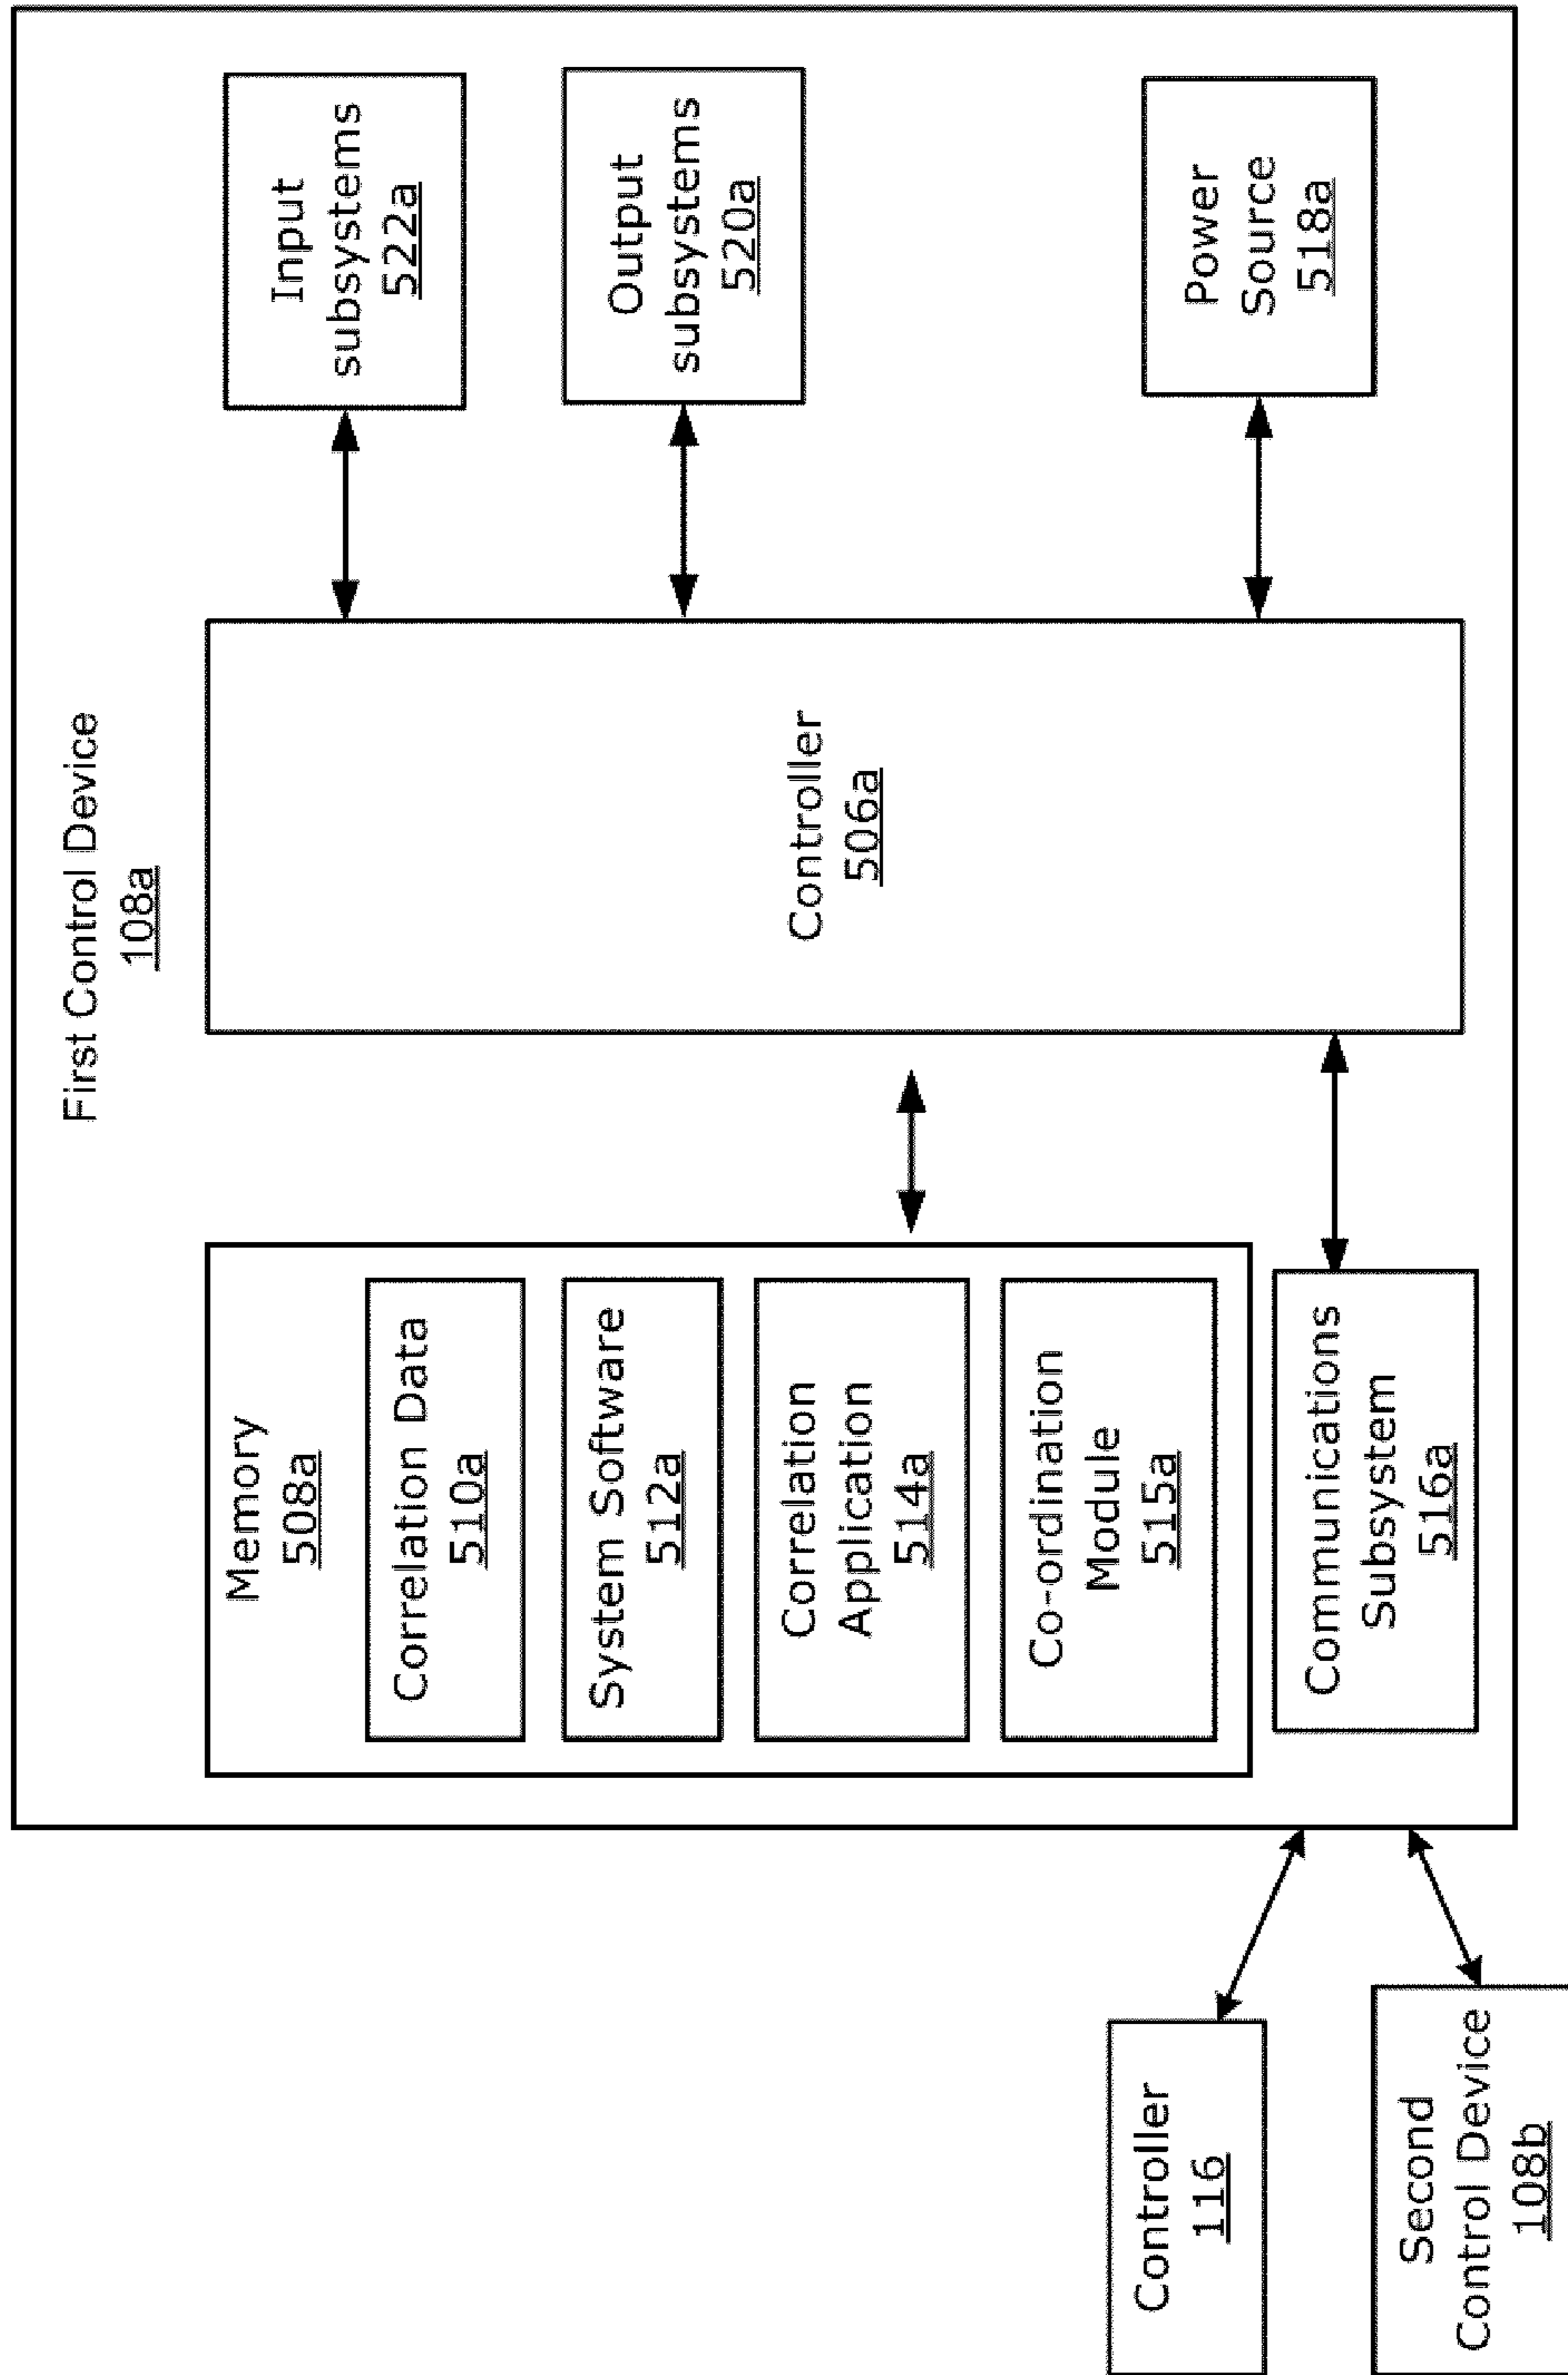 First Control Device
108a
Memory
508a
Correlation Data
510a
System Software
512a
Correlation
Application
514a
Co-ordination
Module
515a
Communications
Subsystem
516a
Controller
506a
Input
subsystems
522a
Output
subsystems
520a
Power
Source
518a
Controller
116
Second
Control Device
108b